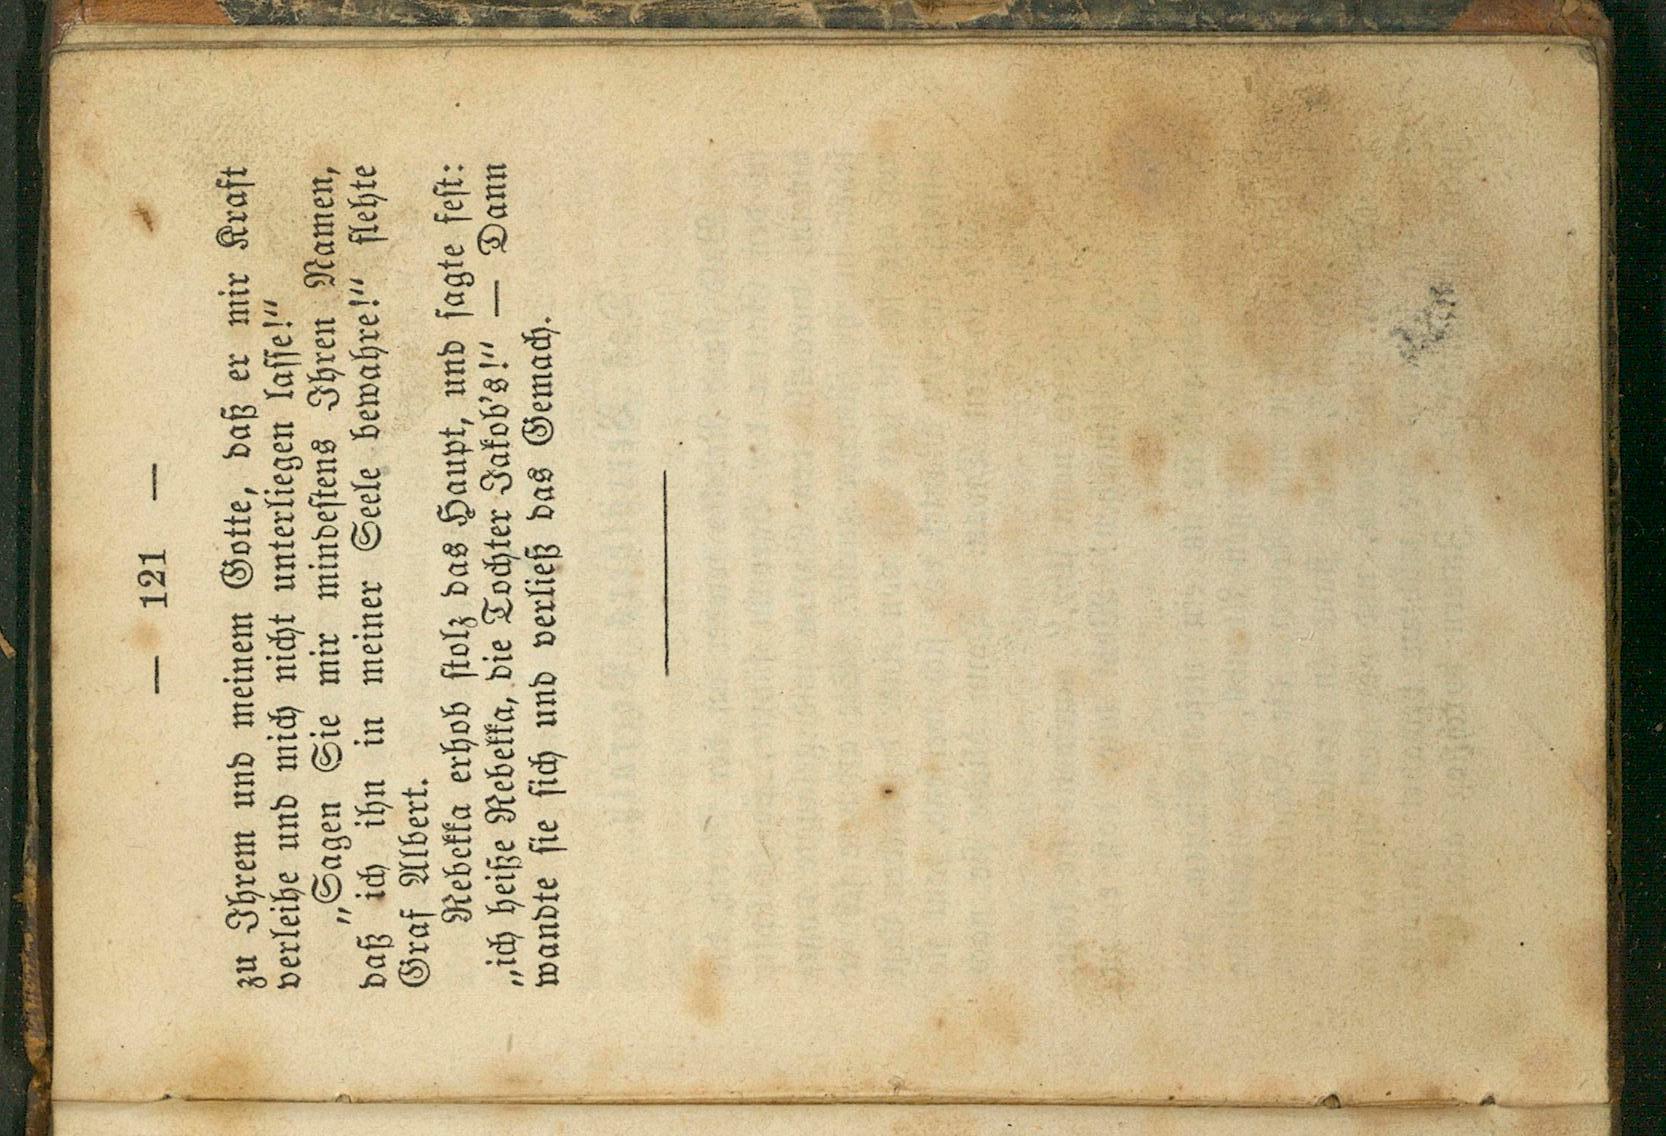 — 121 —
zu Ihrem und meinem Gotte, daß er mir Kraft
verleihe und mich nicht unterliegen lasse!“
„Sagen Sie mir mindestens Ihren Namen,
daß ich ihn in meiner Seele bewahre!“ flehte
Graf Albert.
Rebekka erhob stolz das Haupt, und sagte fest:
„ich heiße Rebekka, die Tochter Jakob's!“ — Dann
wandte sie sich und verließ das Gemach.